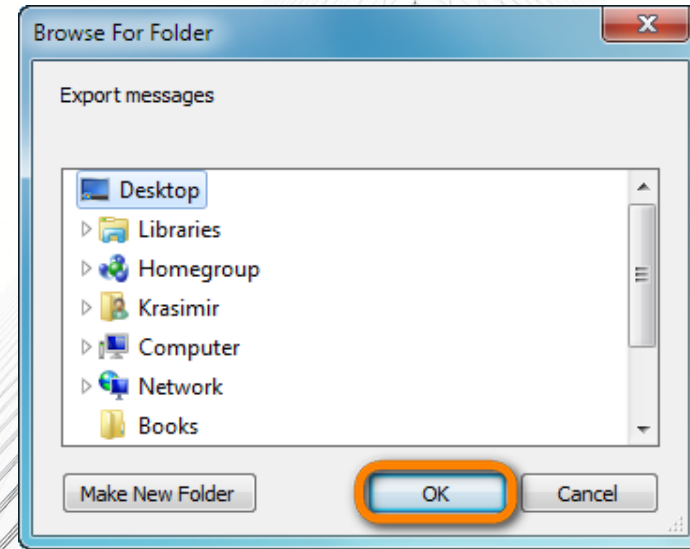 Browse For Folder
Export messages
Desktop
Libraries
Homegroup
Krasimir
Computer
Network
Books
Make New Folder
OK
Cancel